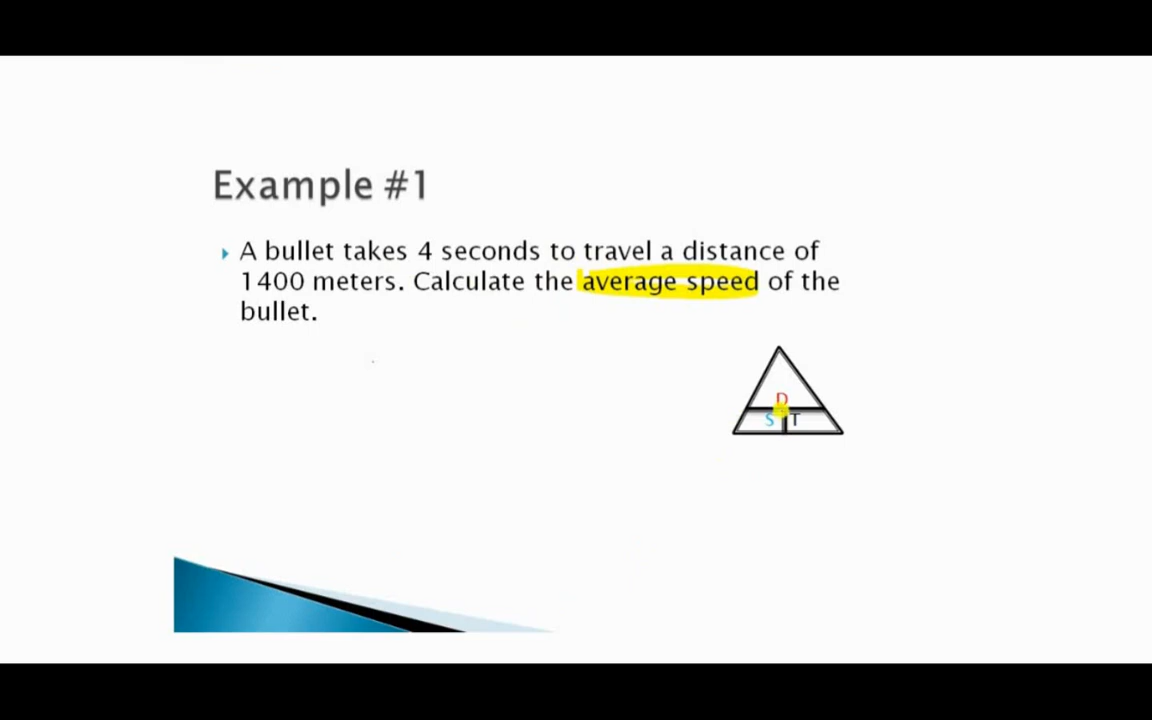 Example #1
A bullet takes 4 seconds to travel a distance of
1400 meters. Calculate the average speed of the
bullet.
D
S T